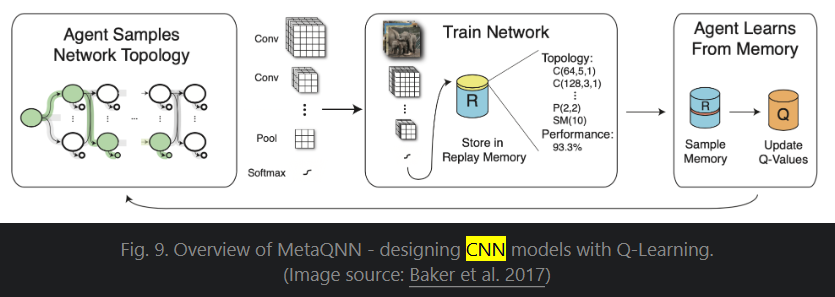 Agent Samples
Network Topology
Conv
Conv
Pool
Softmax
Train Network
R
Store in
Replay Memory
Topology:
C(64,5,1)
C(128,3,1)
P(2,2)
SM(10)
Performance:
93.3%
Agent Learns
From Memory
R
Sample
Memory
Q
Update
Q-Values
Fig. 9. Overview of MetaQNN - designing CNN models with Q-Learning.
(Image source: Baker et al. 2017)